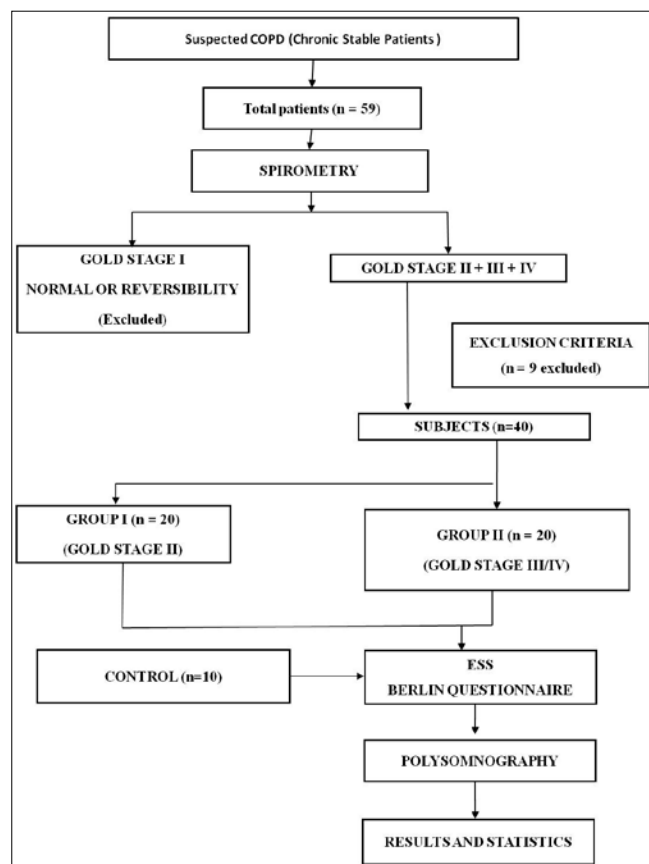 Suspected COPD (Chronic Stable Patients )
Total patients (n = 59)
SPIROMETRY
GOLD STAGE I
NORMAL OR REVERSIBILITY
(Excluded)
GOLD STAGE II + III + IV
EXCLUSION CRITERIA
(n = 9 excluded)
SUBJECTS (n=40)
GROUP I (n = 20)
(GOLD STAGE II)
GROUP II (n = 20)
(GOLD STAGE III/IV)
CONTROL (n=10)
ESS
BERLIN QUESTIONNAIRE
POLYSOMNOGRAPHY
RESULTS AND STATISTICS